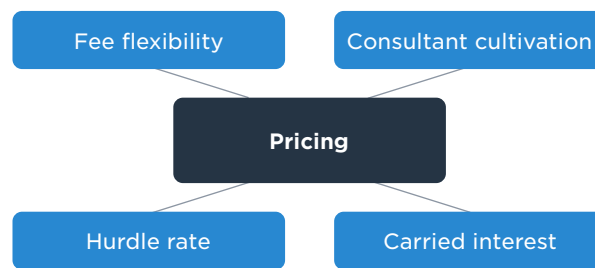 Fee flexibility
Consultant cultivation
Pricing
Hurdle rate
Carried interest